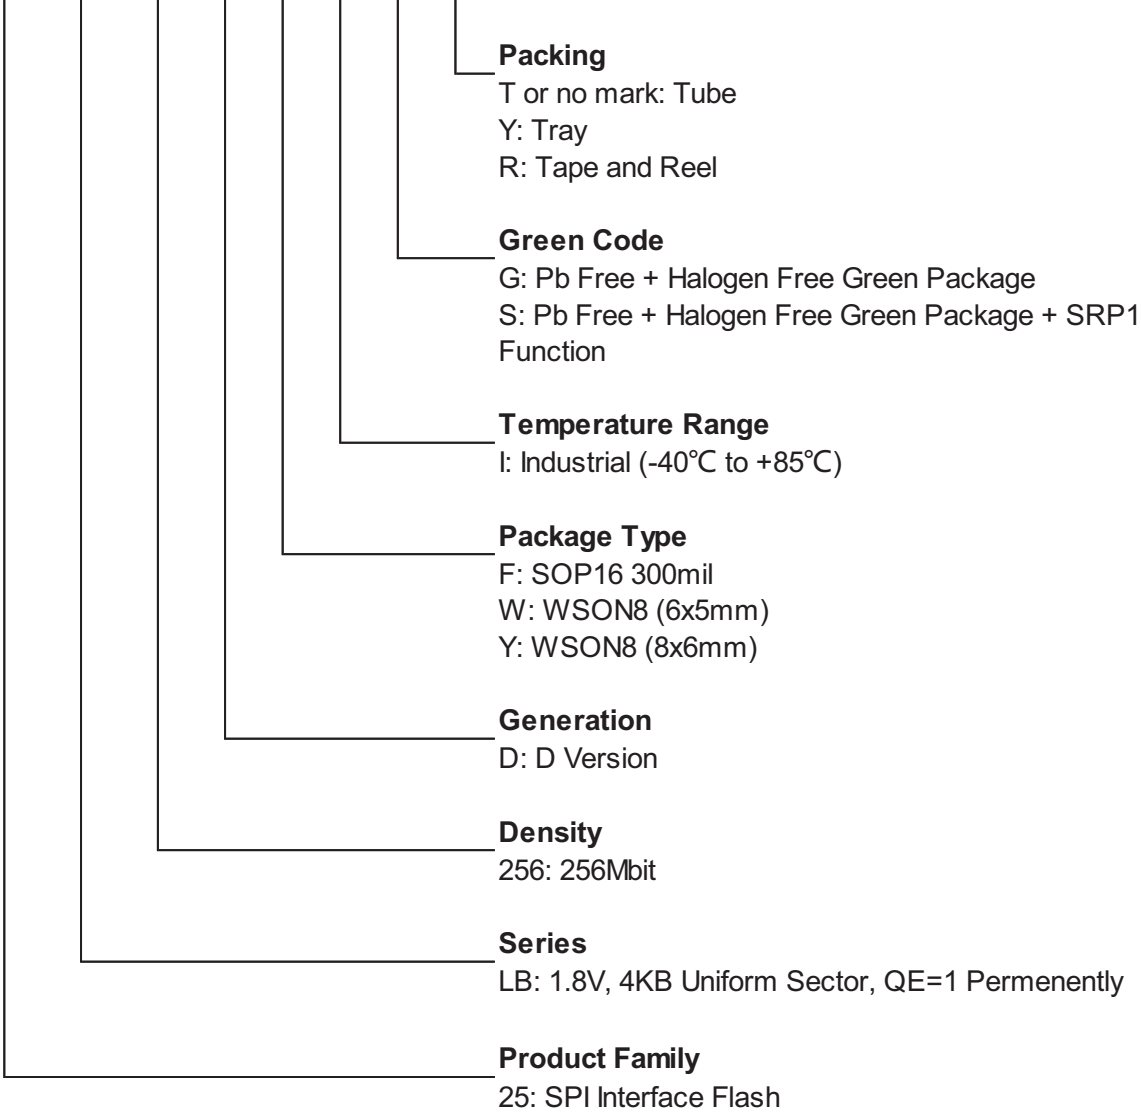 Packing
T or no mark: Tube
Y: Tray
R: Tape and Reel
Green Code
G: Pb Free + Halogen Free Green Package
S: Pb Free + Halogen Free Green Package + SRP1
Function
Temperature Range
I: Industrial (-40℃ to +85℃)
Package Type
F: SOP16 300mil
W: WSON8 (6x5mm)
Y: WSON8 (8x6mm)
Generation
D: D Version
Density
256: 256Mbit
Series
LB: 1.8V, 4KB Uniform Sector, QE=1 Permenently
Product Family
25: SPI Interface Flash